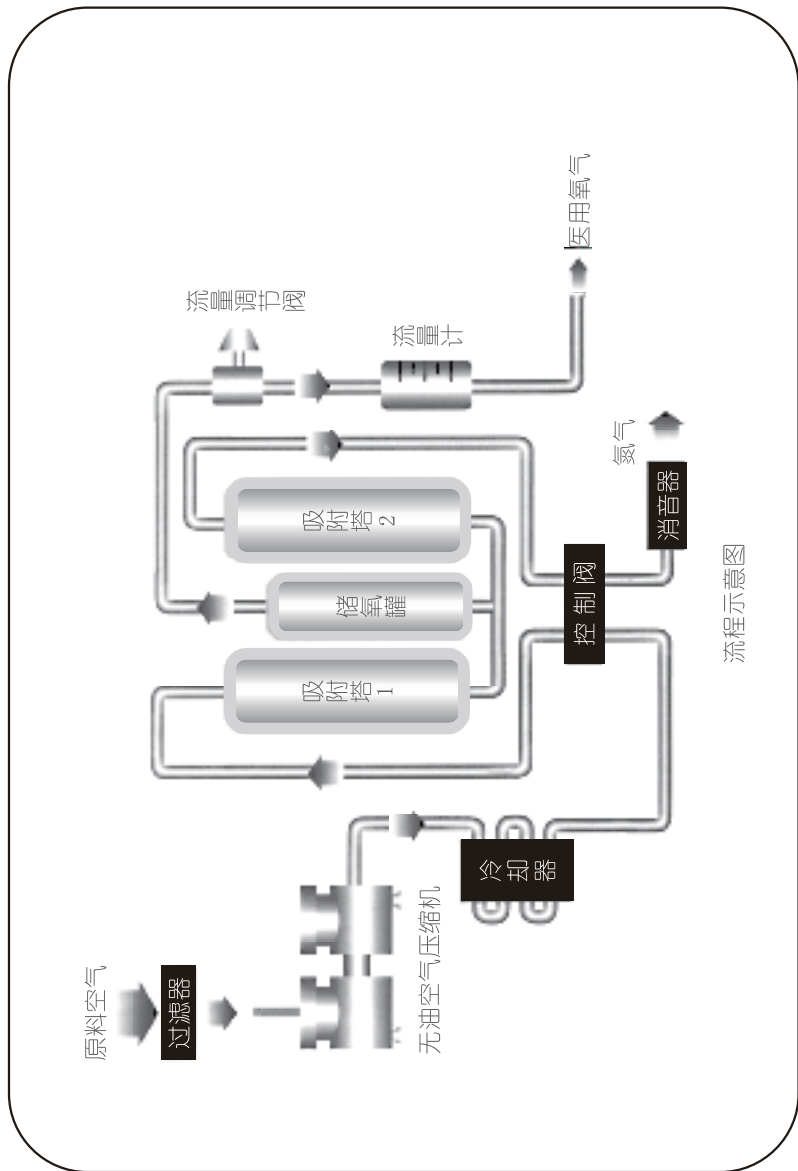 原料空气
过滤器
无油空气压缩机
冷却器
控制阀
吸附塔1
储氧罐
吸附塔2
流量调节阀
流量计
医用氧气
氮气
消音器
流程示意图